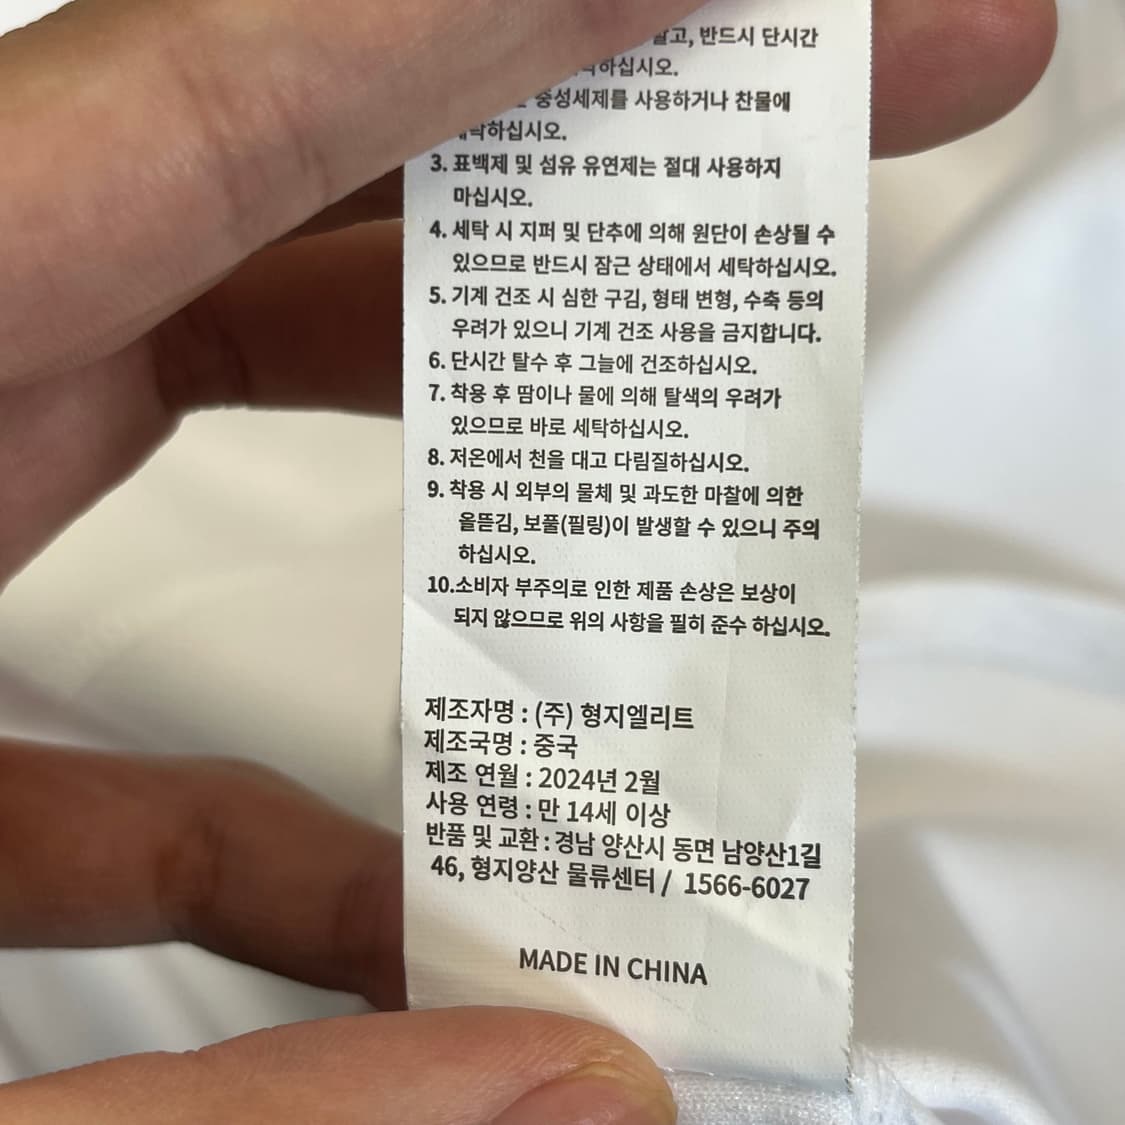 말고, 반드시 단시간
하십시오.
중성세제를 사용하거나 찬물에
세탁하십시오.
3. 표백제 및 섬유 유연제는 절대 사용하지
마십시오.
4. 세탁 시 지퍼 및 단추에 의해 원단이 손상될 수
있으므로 반드시 잠근 상태에서 세탁하십시오.
5. 기계 건조 시 심한 구김, 형태 변형, 수축 등의
우려가 있으니 기계 건조 사용을 금지합니다.
6. 단시간 탈수 후 그늘에 건조하십시오.
7. 착용 후 땀이나 물에 의해 탈색의 우려가
있으므로 바로 세탁하십시오.
8. 저온에서 천을 대고 다림질하십시오.
9. 착용 시 외부의 물체 및 과도한 마찰에 의한
올뜯김, 보풀(필링)이 발생할 수 있으니 주의
하십시오.
10.소비자 부주의로 인한 제품 손상은 보상이
되지 않으므로 위의 사항을 필히 준수 하십시오.
제조자명 : (주) 형지엘리트
제조국명 : 중국
제조 연월 : 2024년 2월
사용 연령 : 만 14세 이상
반품 및 교환 : 경남 양산시 동면 남양산1길
46, 형지양산 물류센터 / 1566-6027
MADE IN CHINA